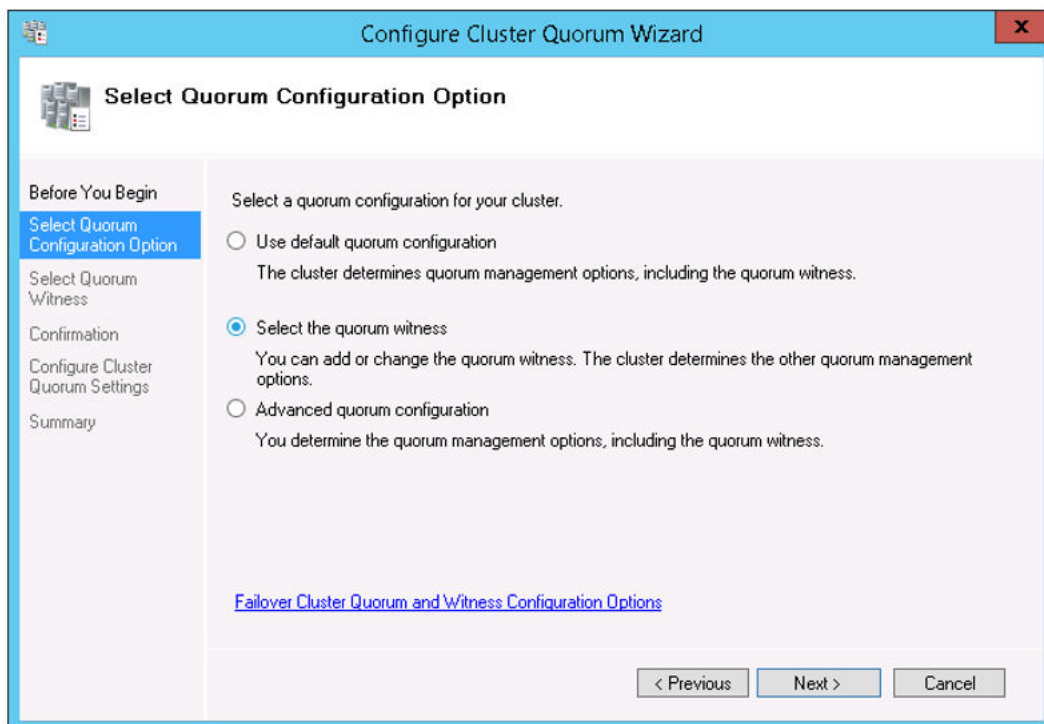 Configure Cluster Quorum Wizard
x
Select Quorum Configuration Option
Before You Begin
Select Quorum
Configuration Option
Select Quorum
Witness
Confirmation
Configure Cluster
Quorum Settings
Summary
Select a quorum configuration for your cluster.
Use default quorum configuration
The cluster determines quorum management options, including the quorum witness.
Select the quorum witness
You can add or change the quorum witness. The cluster determines the other quorum management
options.
Advanced quorum configuration
You determine the quorum management options, including the quorum witness.
Failover Cluster Quorum and Witness Configuration Options
< Previous
Next >
Cancel